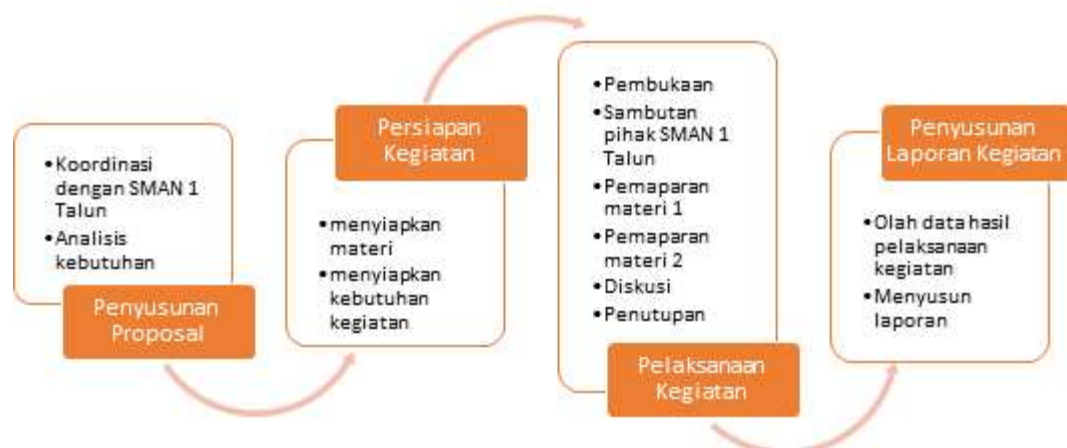 •Koordinasi
dengan SMAN 1
Talun
•Analisis
kebutuhan
Penyusunan
Proposal
Persiapan
Kegiatan
•menyiapkan
materi
•menyiapkan
kebutuhan
kegiatan
•Pembukaan
•Sambutan
pihak SMAN 1
Talun
•Pemaparan
materi 1
•Pemaparan
materi 2
•Diskusi
•Penutupan
Pelaksanaan
Kegiatan
Penyusunan
Laporan Kegiatan
•Olah data hasil
pelaksanaan
kegiatan
•Menyusun
laporan